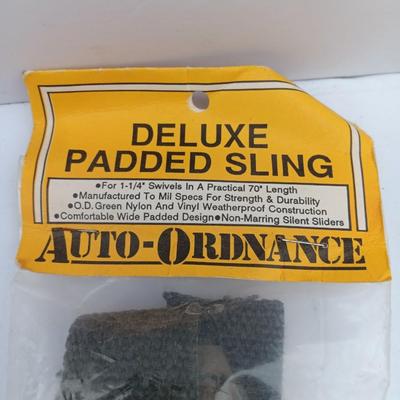 DELUXE
PADDED SLING
•For 1-1/4" Swivels In A Practical 70" Length
•Manufactured To Mil Specs For Strength & Durability
•O.D. Green Nylon And Vinyl Weatherproof Construction
•Comfortable Wide Padded Design •Non-Marring Silent Sliders
AUTO-ORDNANCE